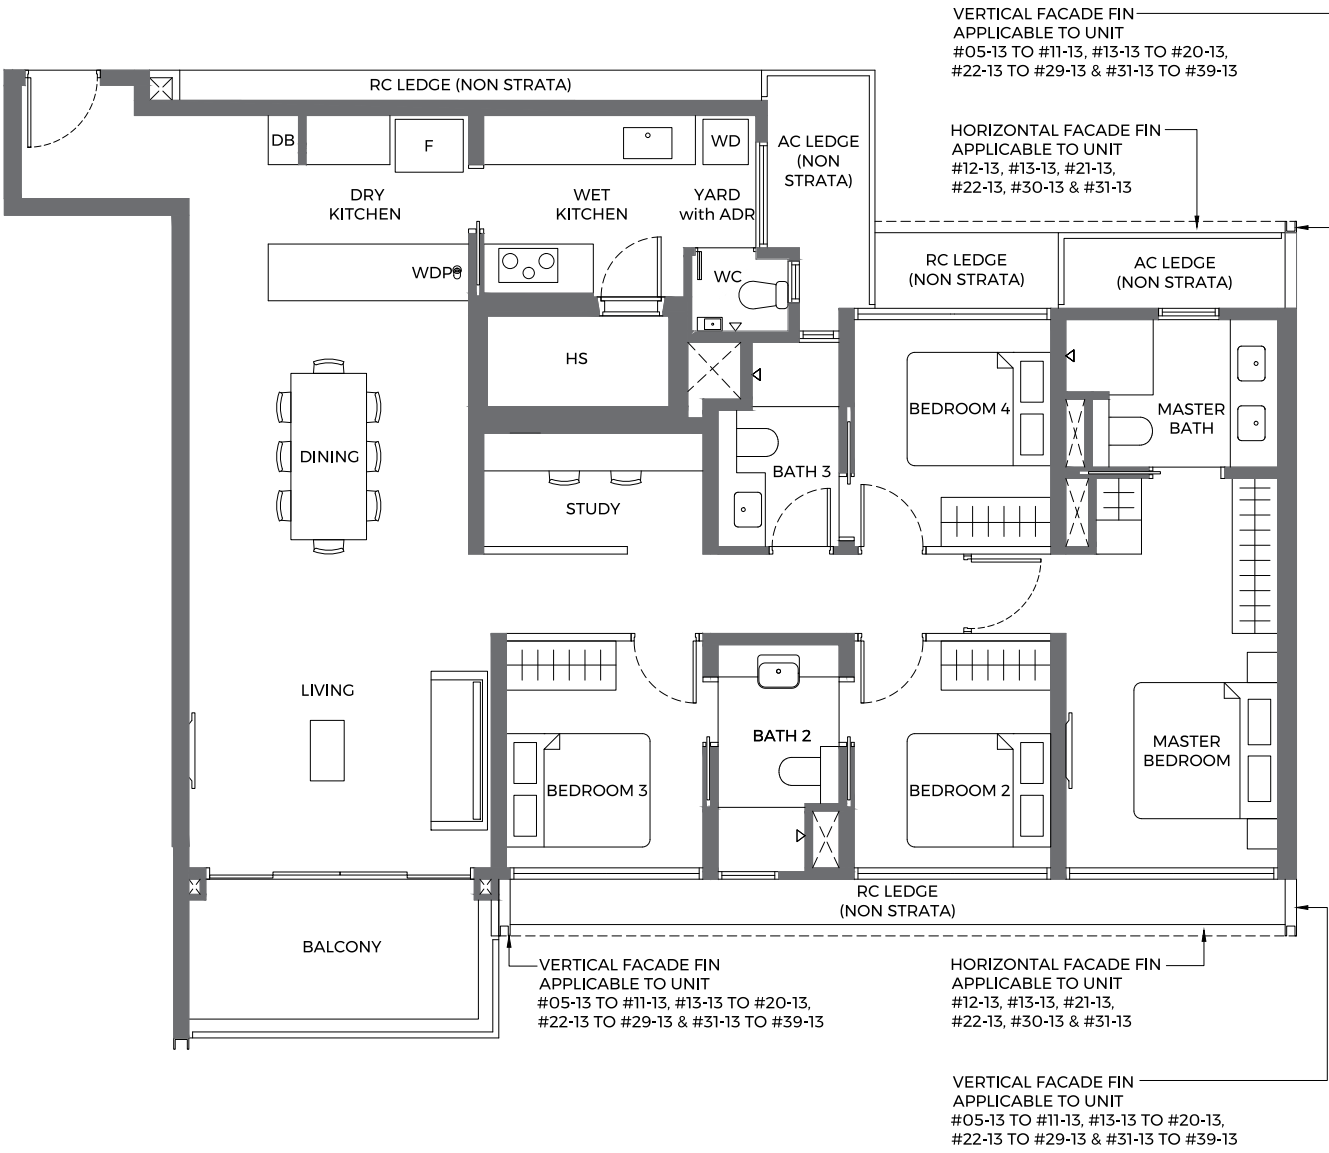 VERTICAL FACADE FIN
APPLICABLE TO UNIT
#05-13 TO #11-13, #13-13 TO #20-13,
#22-13 TO #29-13 & #31-13 TO #39-13
RC LEDGE (NON STRATA)
HORIZONTAL FACADE FIN
APPLICABLE TO UNIT
#12-13, #13-13, #21-13,
#22-13, #30-13 & #31-13
DB
F
WD
AC LEDGE
(NON
STRATA)
DRY
KITCHEN
WET
KITCHEN
YARD
with ADR
WDP
WC
RC LEDGE
(NON STRATA)
AC LEDGE
(NON STRATA)
HS
BEDROOM 4
MASTER
BATH
DINING
BATH 3
STUDY
LIVING
BATH 2
MASTER
BEDROOM
BEDROOM 3
BEDROOM 2
RC LEDGE
(NON STRATA)
BALCONY
VERTICAL FACADE FIN
APPLICABLE TO UNIT
#05-13 TO #11-13, #13-13 TO #20-13,
#22-13 TO #29-13 & #31-13 TO #39-13
HORIZONTAL FACADE FIN
APPLICABLE TO UNIT
#12-13, #13-13, #21-13,
#22-13, #30-13 & #31-13
VERTICAL FACADE FIN
APPLICABLE TO UNIT
#05-13 TO #11-13, #13-13 TO #20-13,
#22-13 TO #29-13 & #31-13 TO #39-13